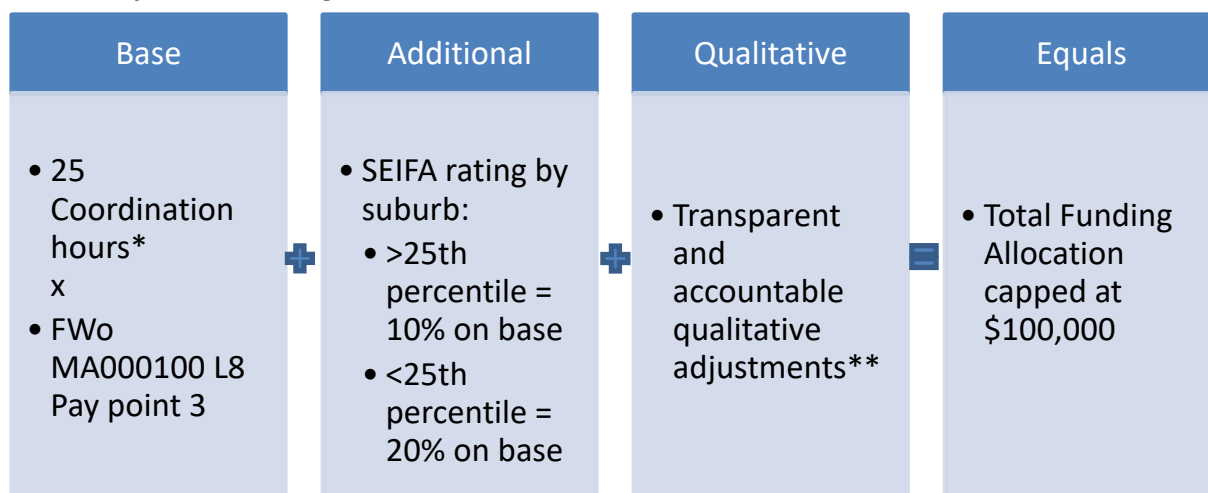 Base
• 25
Coordination
hours*
x
• FWo
MA000100 L8
Pay point 3
+
Additional
• SEIFA rating by
suburb:
• >25th
percentile =
10% on base
• <25th
percentile =
20% on base
+
Qualitative
• Transparent
and
accountable
qualitative
adjustments**
=
Equals
• Total Funding
Allocation
capped at
$100,000